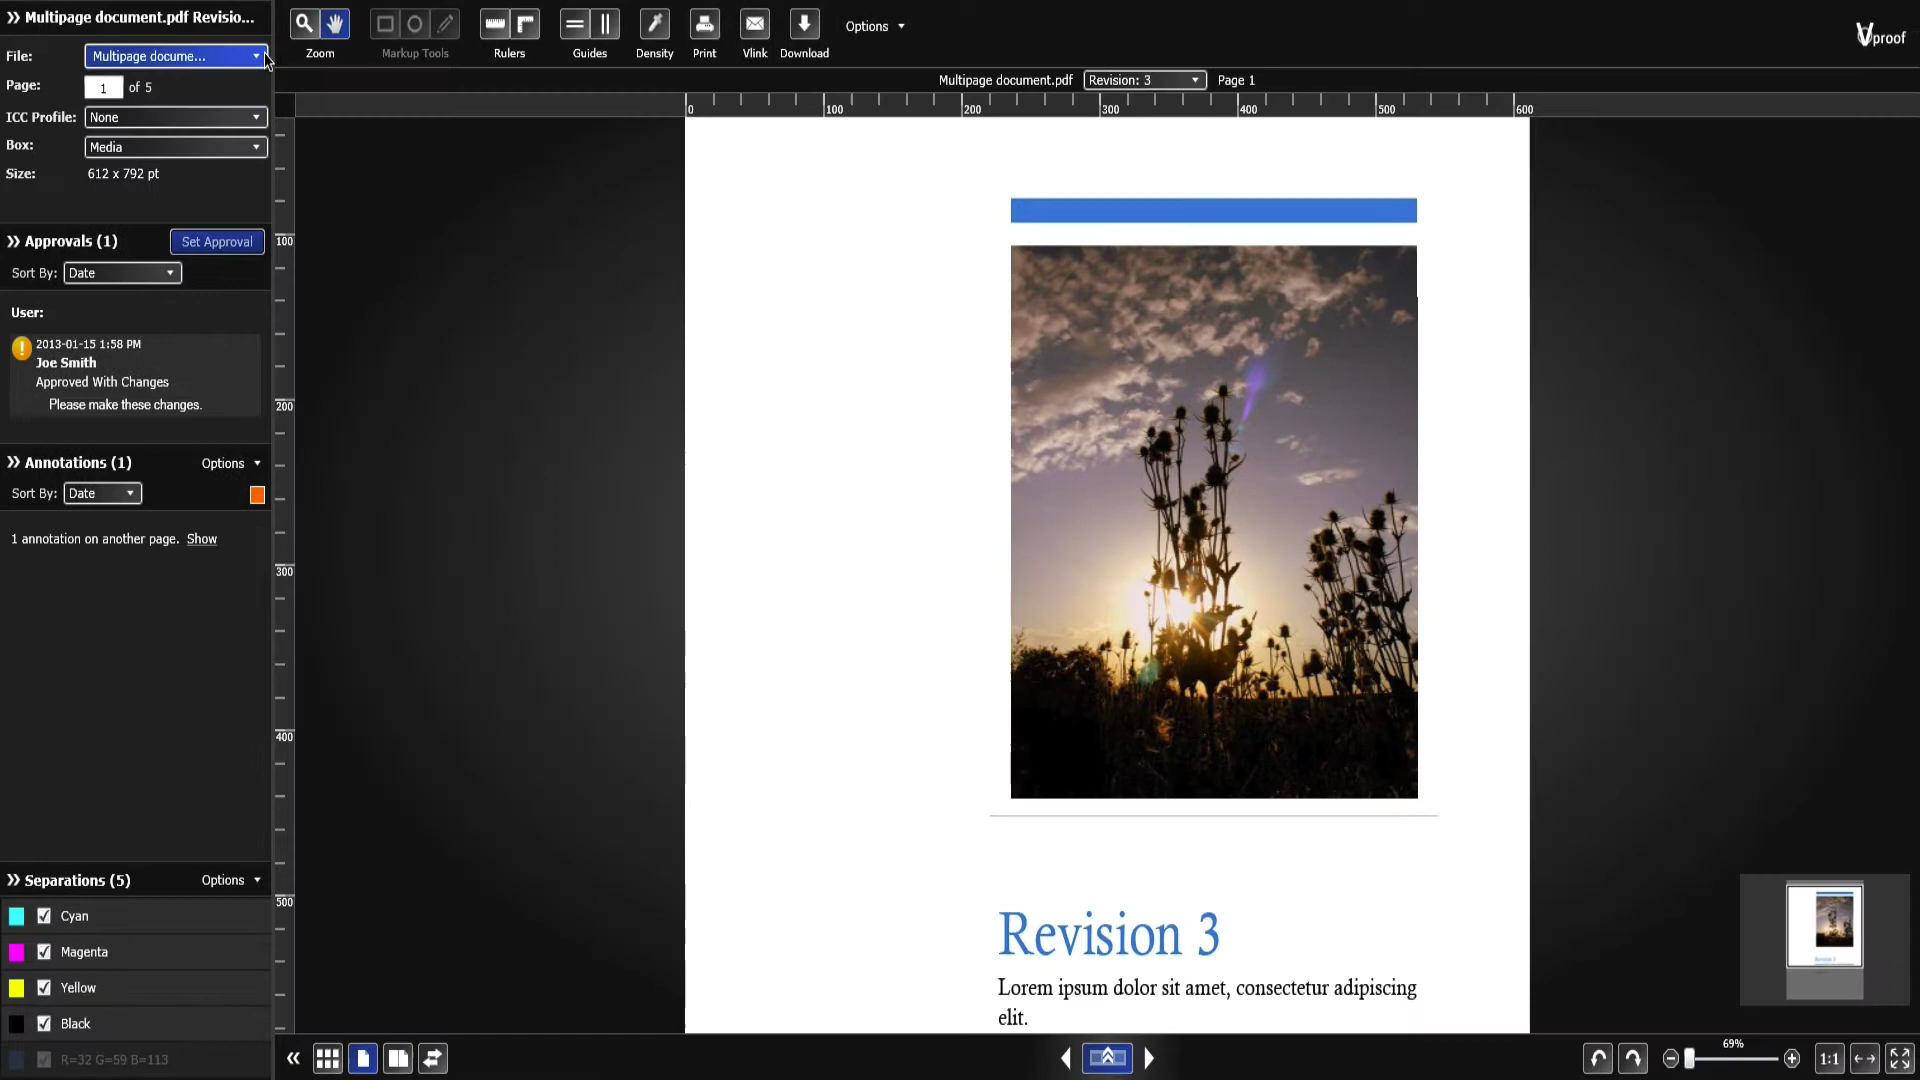 Multipage document.pdf Revisio...
File: Multipage docume...
Page: 1 of 5
ICC Profile: None
Box: Media
Size: 612 x 792 pt
Approvals (1) Set Approval
Sort By: Date
User:
2013-01-15 1:58 PM
Joe Smith
Approved With Changes
Please make these changes.
Annotations (1) Options
Sort By: Date
1 annotation on another page. Show
Separations (5) Options
Cyan
Magenta
Yellow
Black
R=32 G=59 B=113
Zoom Markup Tools Rulers Guides Density Print Vlink Download Options
Vproof
Multipage document.pdf Revision: 3 Page 1
0 100 200 300 400 500 600
100
200
300
400
500
Revision 3
Lorem ipsum dolor sit amet, consectetur adipiscing
elit.
Revision 3
69%
1:1